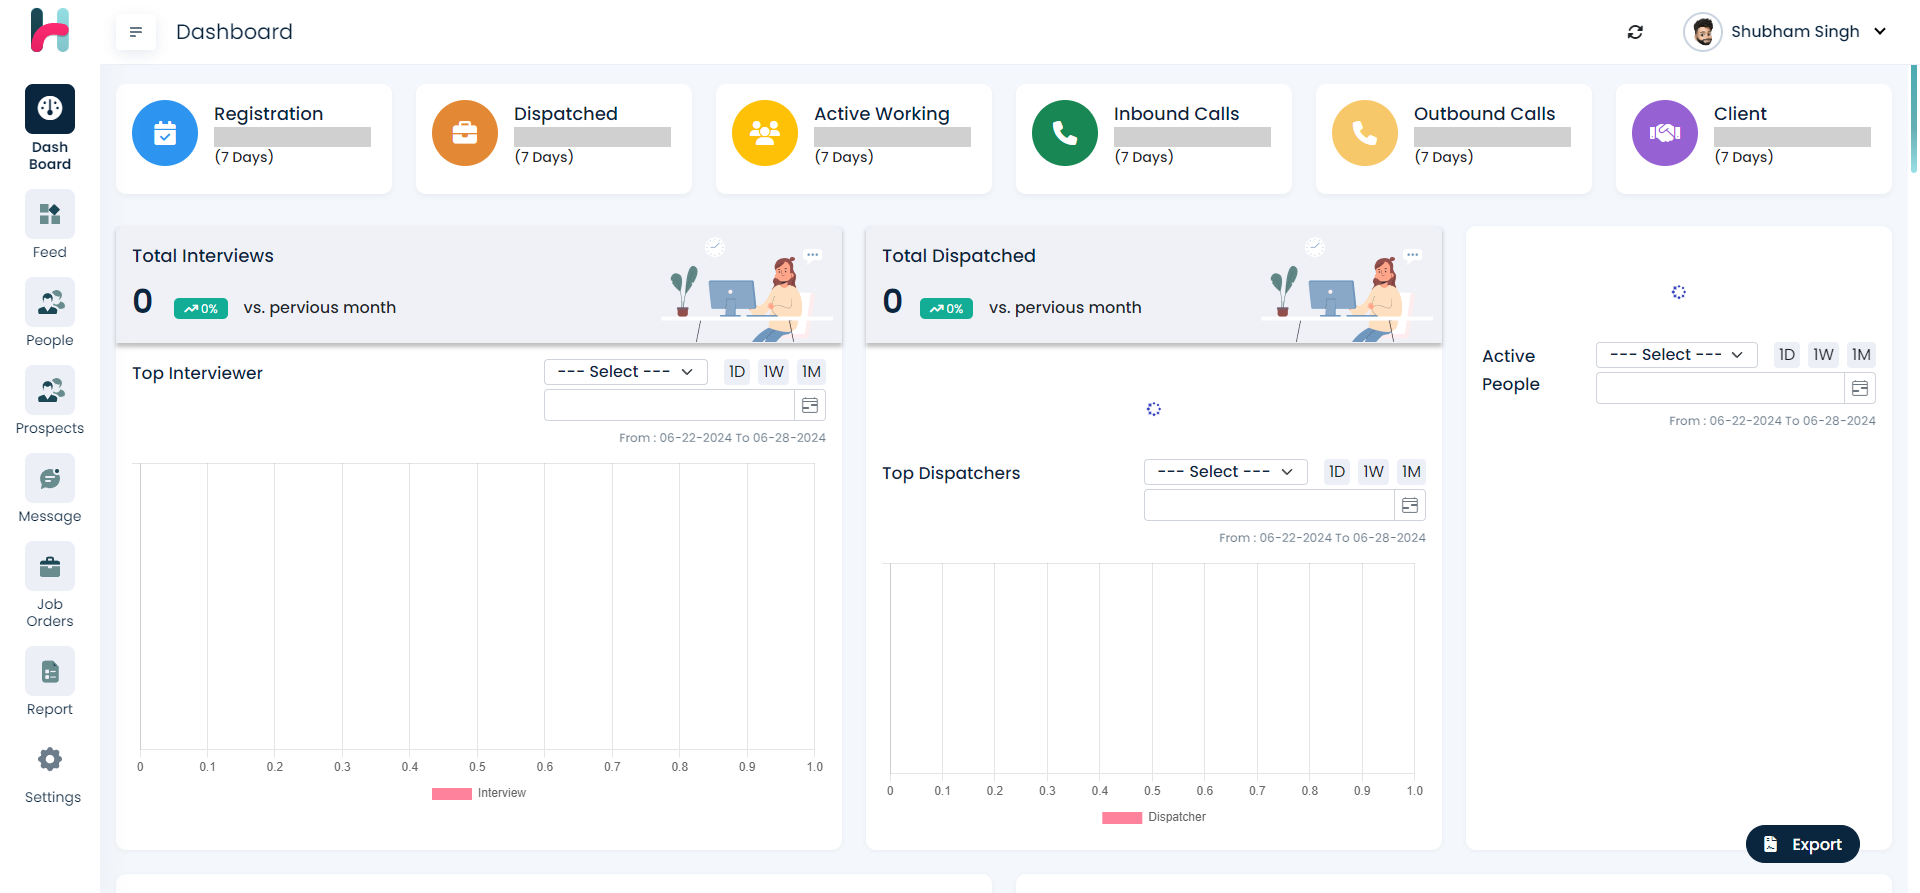 Dashboard
Shubham Singh
Dash
Board
Feed
People
Prospects
Message
Job
Orders
Report
Settings
Registration
(7 Days)
Dispatched
(7 Days)
Active Working
(7 Days)
Inbound Calls
(7 Days)
Outbound Calls
(7 Days)
Client
(7 Days)
Total Interviews
0 0% vs. pervious month
Top Interviewer
--- Select --- 1D 1W 1M
From : 06-22-2024 To 06-28-2024
0 0.1 0.2 0.3 0.4 0.5 0.6 0.7 0.8 0.9 1.0
Interview
Total Dispatched
0 0% vs. pervious month
Top Dispatchers
--- Select --- 1D 1W 1M
From : 06-22-2024 To 06-28-2024
0 0.1 0.2 0.3 0.4 0.5 0.6 0.7 0.8 0.9 1.0
Dispatcher
Active
People
--- Select --- 1D 1W 1M
From : 06-22-2024 To 06-28-2024
Export